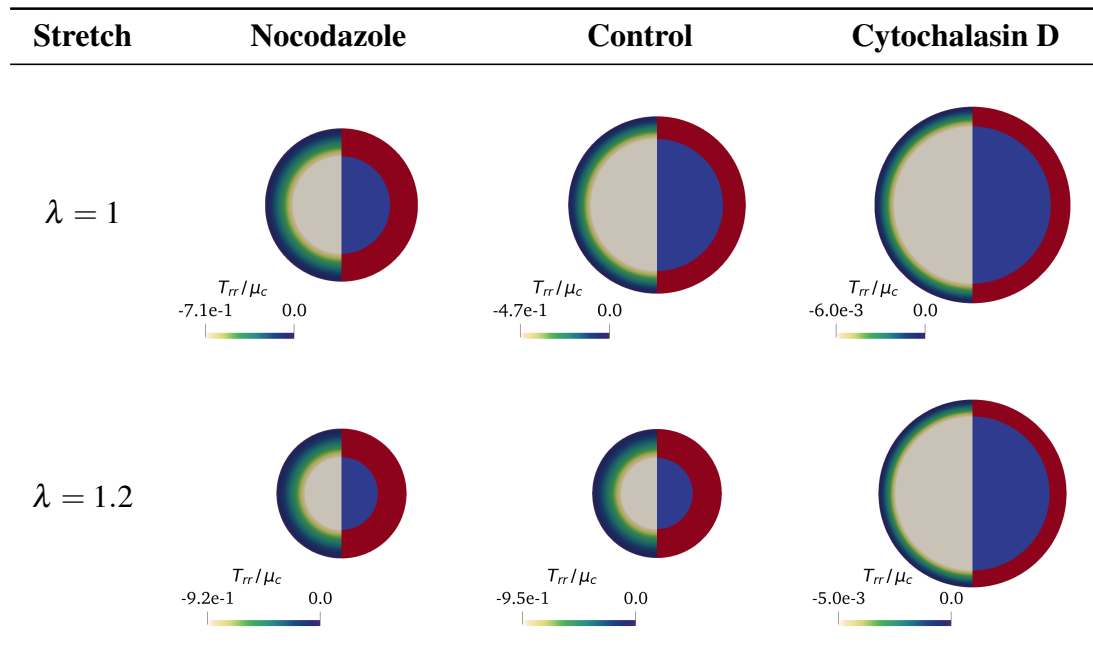 Stretch Nocodazole Control Cytochalasin D
λ = 1
T_rr/μ_c T_rr/μ_c T_rr/μ_c
-7.1e-1 0.0 -4.7e-1 0.0 -6.0e-3 0.0
λ = 1.2
T_rr/μ_c T_rr/μ_c T_rr/μ_c
-9.2e-1 0.0 -9.5e-1 0.0 -5.0e-3 0.0